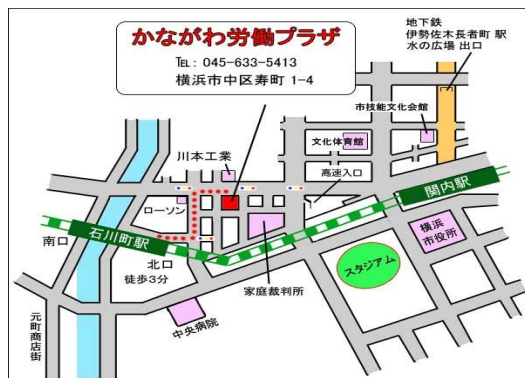 かながわ労働プラザ
TEL: 045-633-5413
横浜市中区寿町 1-4
地下鉄
伊勢佐木長者町 駅
水の広場 出口
市技能文化会館
文化体育館
川本工業
高速入口
関内駅
ローソン
石川町駅
南口
北口
徒歩3分
横浜
市役所
スタジアム
家庭裁判所
中央病院
元町商店街